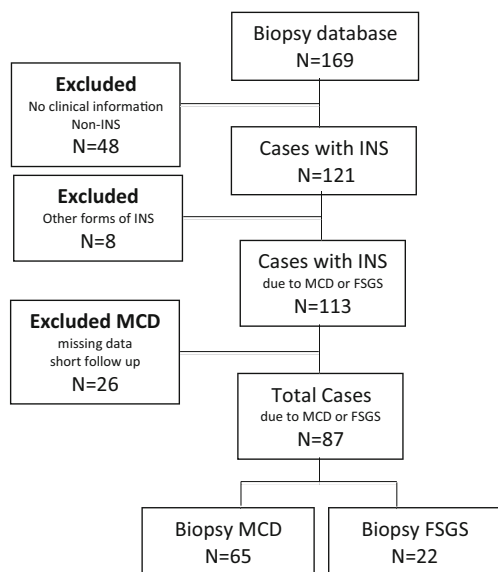 Biopsy database
N=169
Excluded
No clinical information
Non-INS
N=48
Cases with INS
N=121
Excluded
Other forms of INS
N=8
Cases with INS
due to MCD or FSGS
N=113
Excluded MCD
missing data
short follow up
N=26
Total Cases
due to MCD or FSGS
N=87
Biopsy MCD
N=65
Biopsy FSGS
N=22